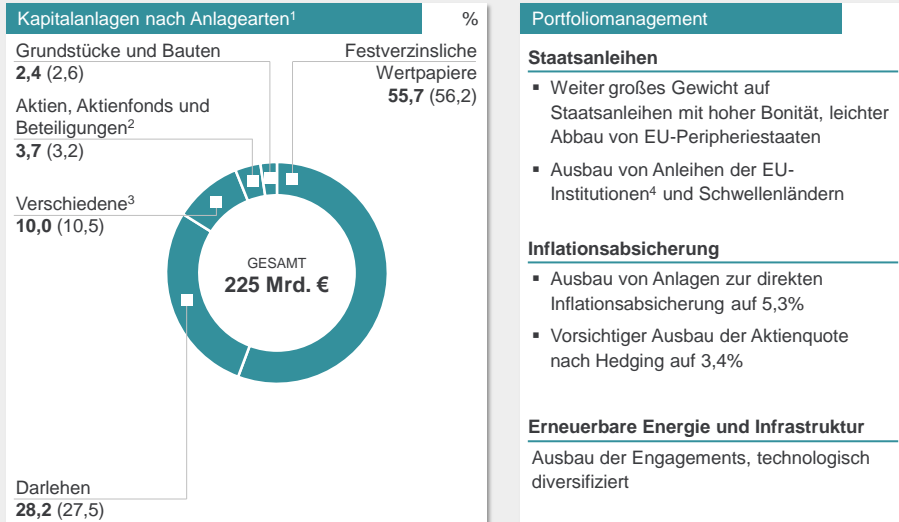 Kapitalanlagen nach Anlagearten¹ %
Grundstücke und Bauten
2,4 (2,6)
Festverzinsliche
Wertpapiere
55,7 (56,2)
Aktien, Aktienfonds und
Beteiligungen²
3,7 (3,2)
Verschiedene³
10,0 (10,5)
GESAMT
225 Mrd. €
Darlehen
28,2 (27,5)
Portfoliomanagement
Staatsanleihen
▪ Weiter großes Gewicht auf
Staatsanleihen mit hoher Bonität, leichter
Abbau von EU-Peripheriestaaten
▪ Ausbau von Anleihen der EU-
Institutionen⁴ und Schwellenländern
Inflationsabsicherung
▪ Ausbau von Anlagen zur direkten
Inflationsabsicherung auf 5,3%
▪ Vorsichtiger Ausbau der Aktienquote
nach Hedging auf 3,4%
Erneuerbare Energie und Infrastruktur
Ausbau der Engagements, technologisch
diversifiziert